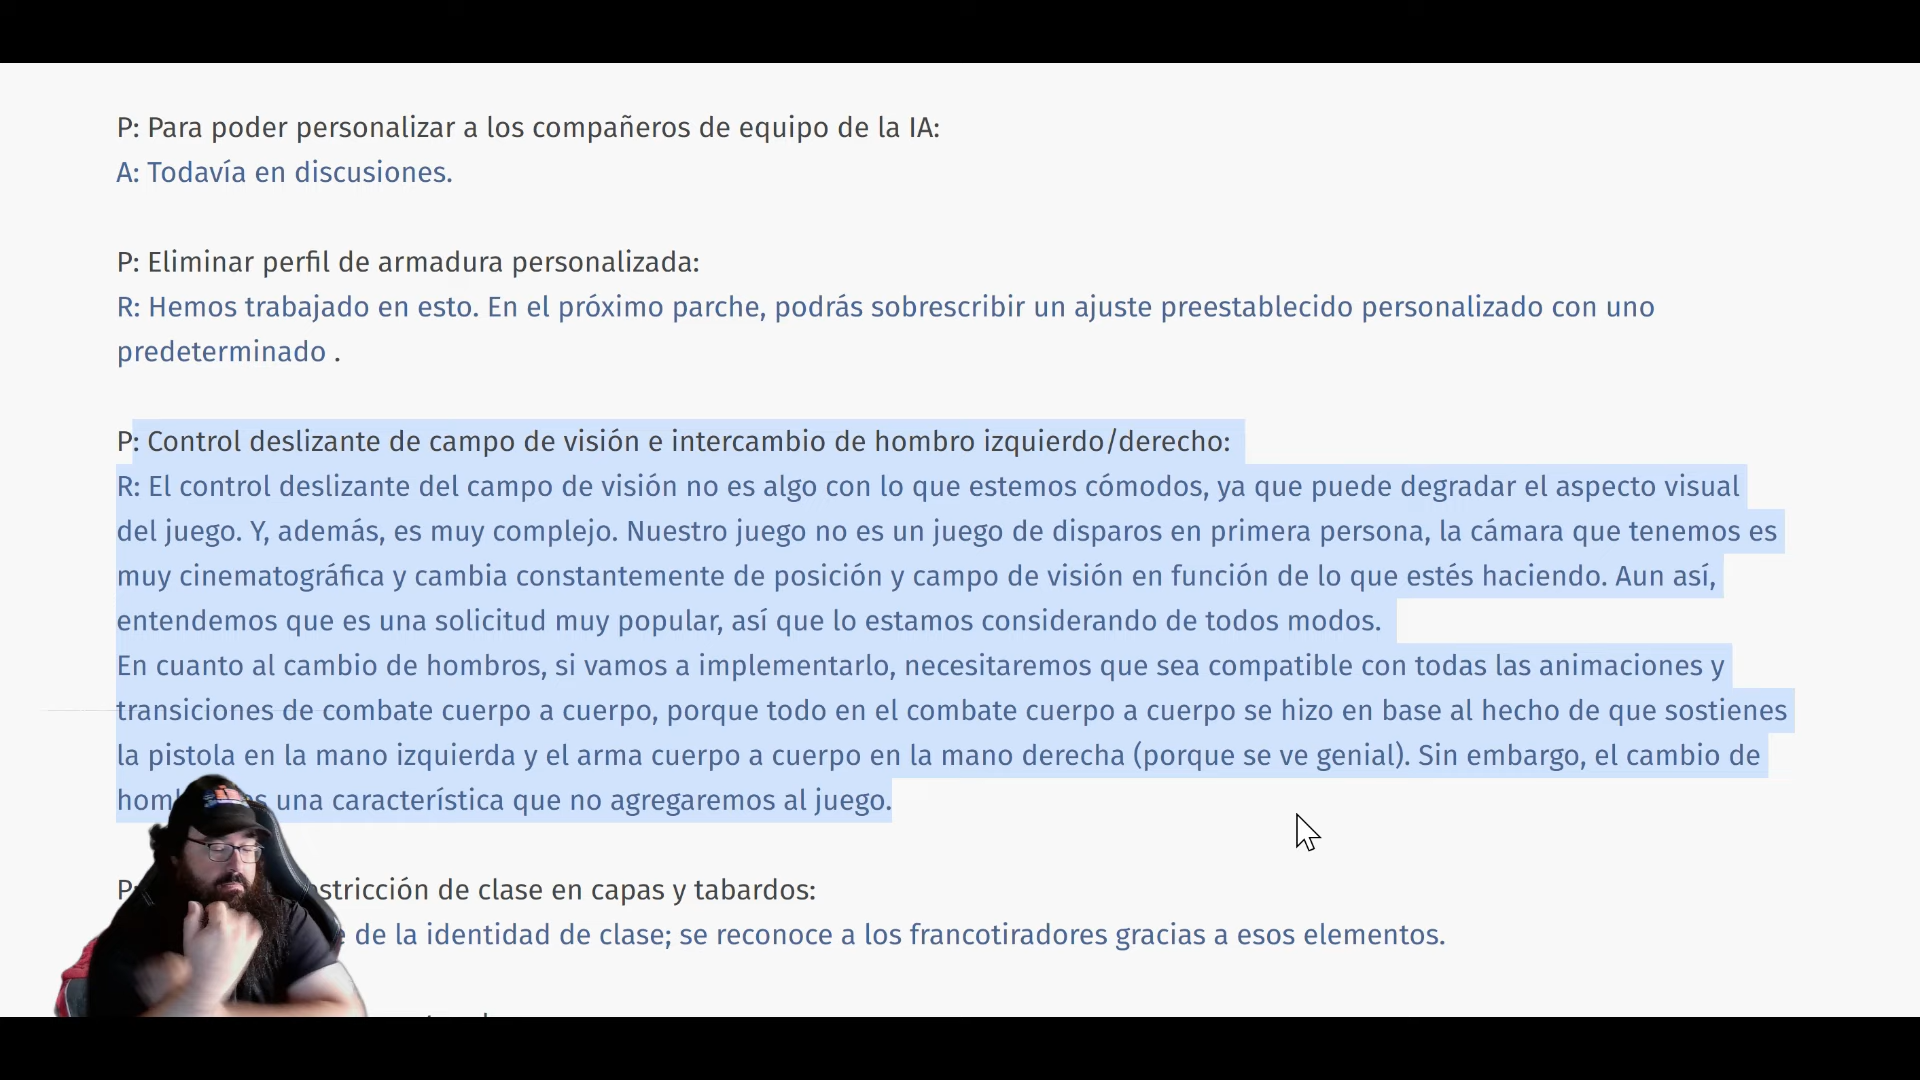 P: Para poder personalizar a los compañeros de equipo de la IA:
A: Todavía en discusiones.
P: Eliminar perfil de armadura personalizada:
R: Hemos trabajado en esto. En el próximo parche, podrás sobrescribir un ajuste preestablecido personalizado con uno
predeterminado .
P: Control deslizante de campo de visión e intercambio de hombro izquierdo/derecho:
R: El control deslizante del campo de visión no es algo con lo que estemos cómodos, ya que puede degradar el aspecto visual
del juego. Y, además, es muy complejo. Nuestro juego no es un juego de disparos en primera persona, la cámara que tenemos es
muy cinematográfica y cambia constantemente de posición y campo de visión en función de lo que estés haciendo. Aun así,
entendemos que es una solicitud muy popular, así que lo estamos considerando de todos modos.
En cuanto al cambio de hombros, si vamos a implementarlo, necesitaremos que sea compatible con todas las animaciones y
transiciones de combate cuerpo a cuerpo, porque todo en el combate cuerpo a cuerpo se hizo en base al hecho de que sostienes
la pistola en la mano izquierda y el arma cuerpo a cuerpo en la mano derecha (porque se ve genial). Sin embargo, el cambio de
una característica que no agregaremos al juego.
de clase en capas y tabardos:
de la identidad de clase; se reconoce a los francotiradores gracias a esos elementos.